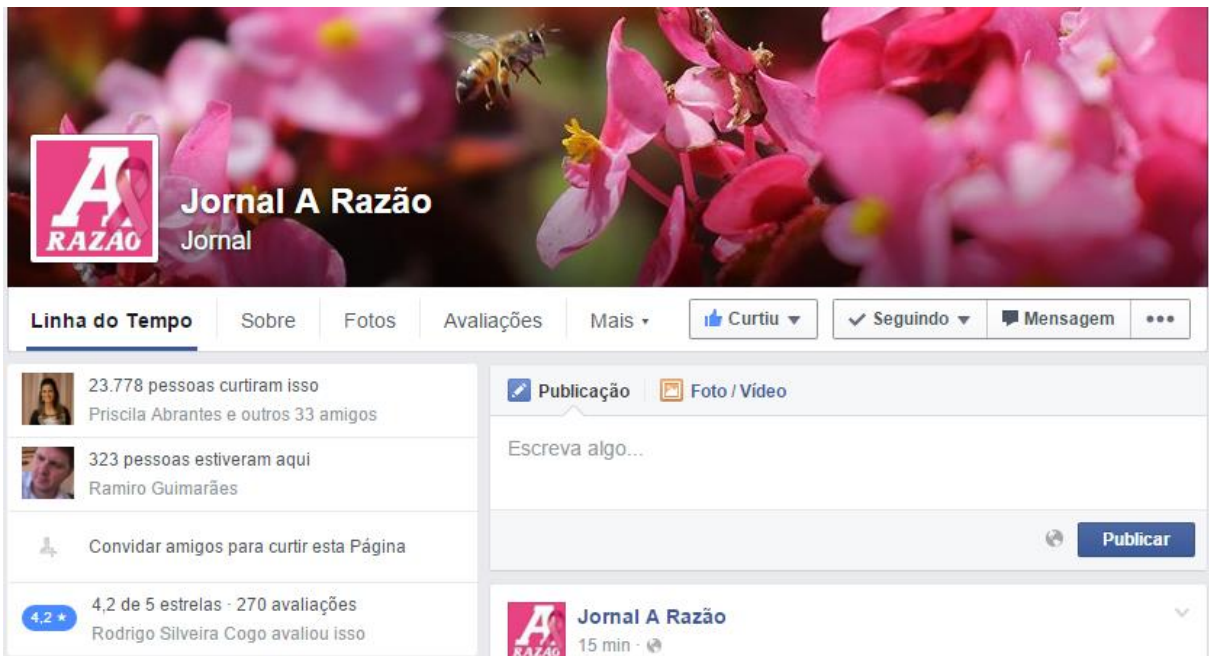 A
RAZÃO
Jornal A Razão
Jornal
Linha do Tempo
Sobre
Fotos
Avaliações
Mais
Curtiu
Seguindo
Mensagem
23.778 pessoas curtiram isso
Priscila Abrantes e outros 33 amigos
323 pessoas estiveram aqui
Ramiro Guimarães
Convidar amigos para curtir esta Página
4,2 ★
4,2 de 5 estrelas · 270 avaliações
Rodrigo Silveira Cogo avaliou isso
Publicação
Foto / Vídeo
Escreva algo...
Publicar
A
RAZÃO
Jornal A Razão
15 min ·